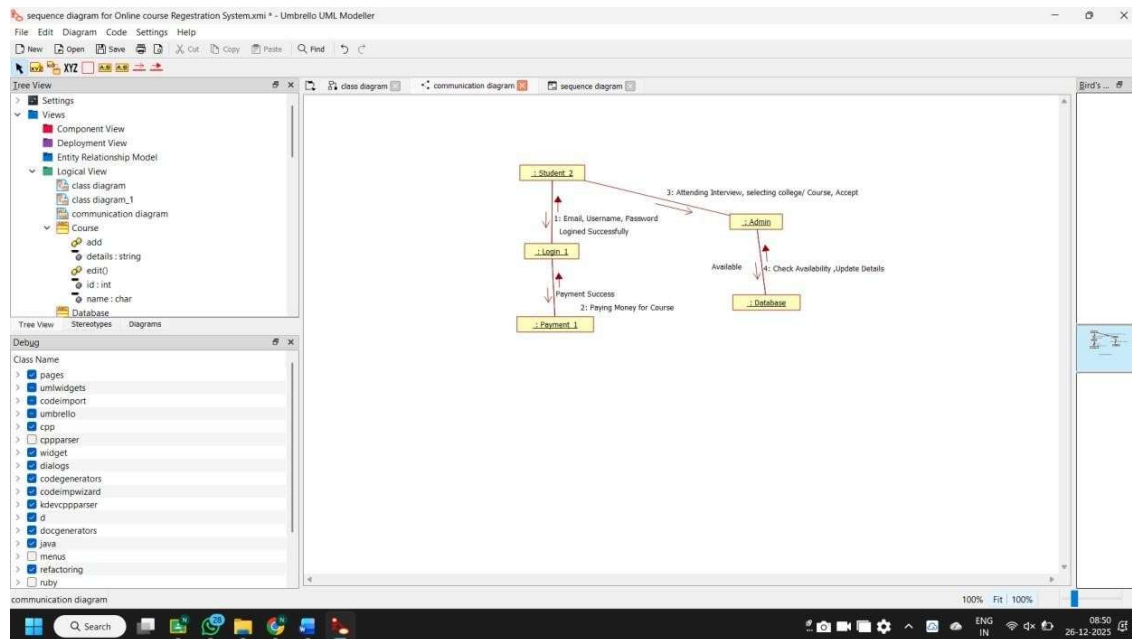 sequence diagram for Online course Regestration System.xmi * - Umbrello UML Modeller
File Edit Diagram Code Settings Help
New Open Save Cut Copy Paste Find
XYZ XYZ A.B A.B
Tree View
class diagram communication diagram sequence diagram
Bird's ...
Settings
Views
Component View
Deployment View
Entity Relationship Model
Logical View
class diagram
class diagram_1
communication diagram
Course
add
details : string
edit()
id : int
name : char
Database
Tree View Stereotypes Diagrams
Debug
Class Name
pages
umlwidgets
codeimport
umbrello
cpp
cppparser
widget
dialogs
codegenerators
codeimpwizard
kdevcppparser
d
docgenerators
java
menus
refactoring
ruby
: Student_2
3: Attending Interview, selecting college/ Course, Accept
1: Email, Username, Password
Logined Successfully
: Admin
: Login_1
Available
4: Check Availability ,Update Details
Payment Success
2: Paying Money for Course
: Database
: Payment_1
communication diagram
100% Fit 100%
Search
28
ENG
IN
08:50
26-12-2025